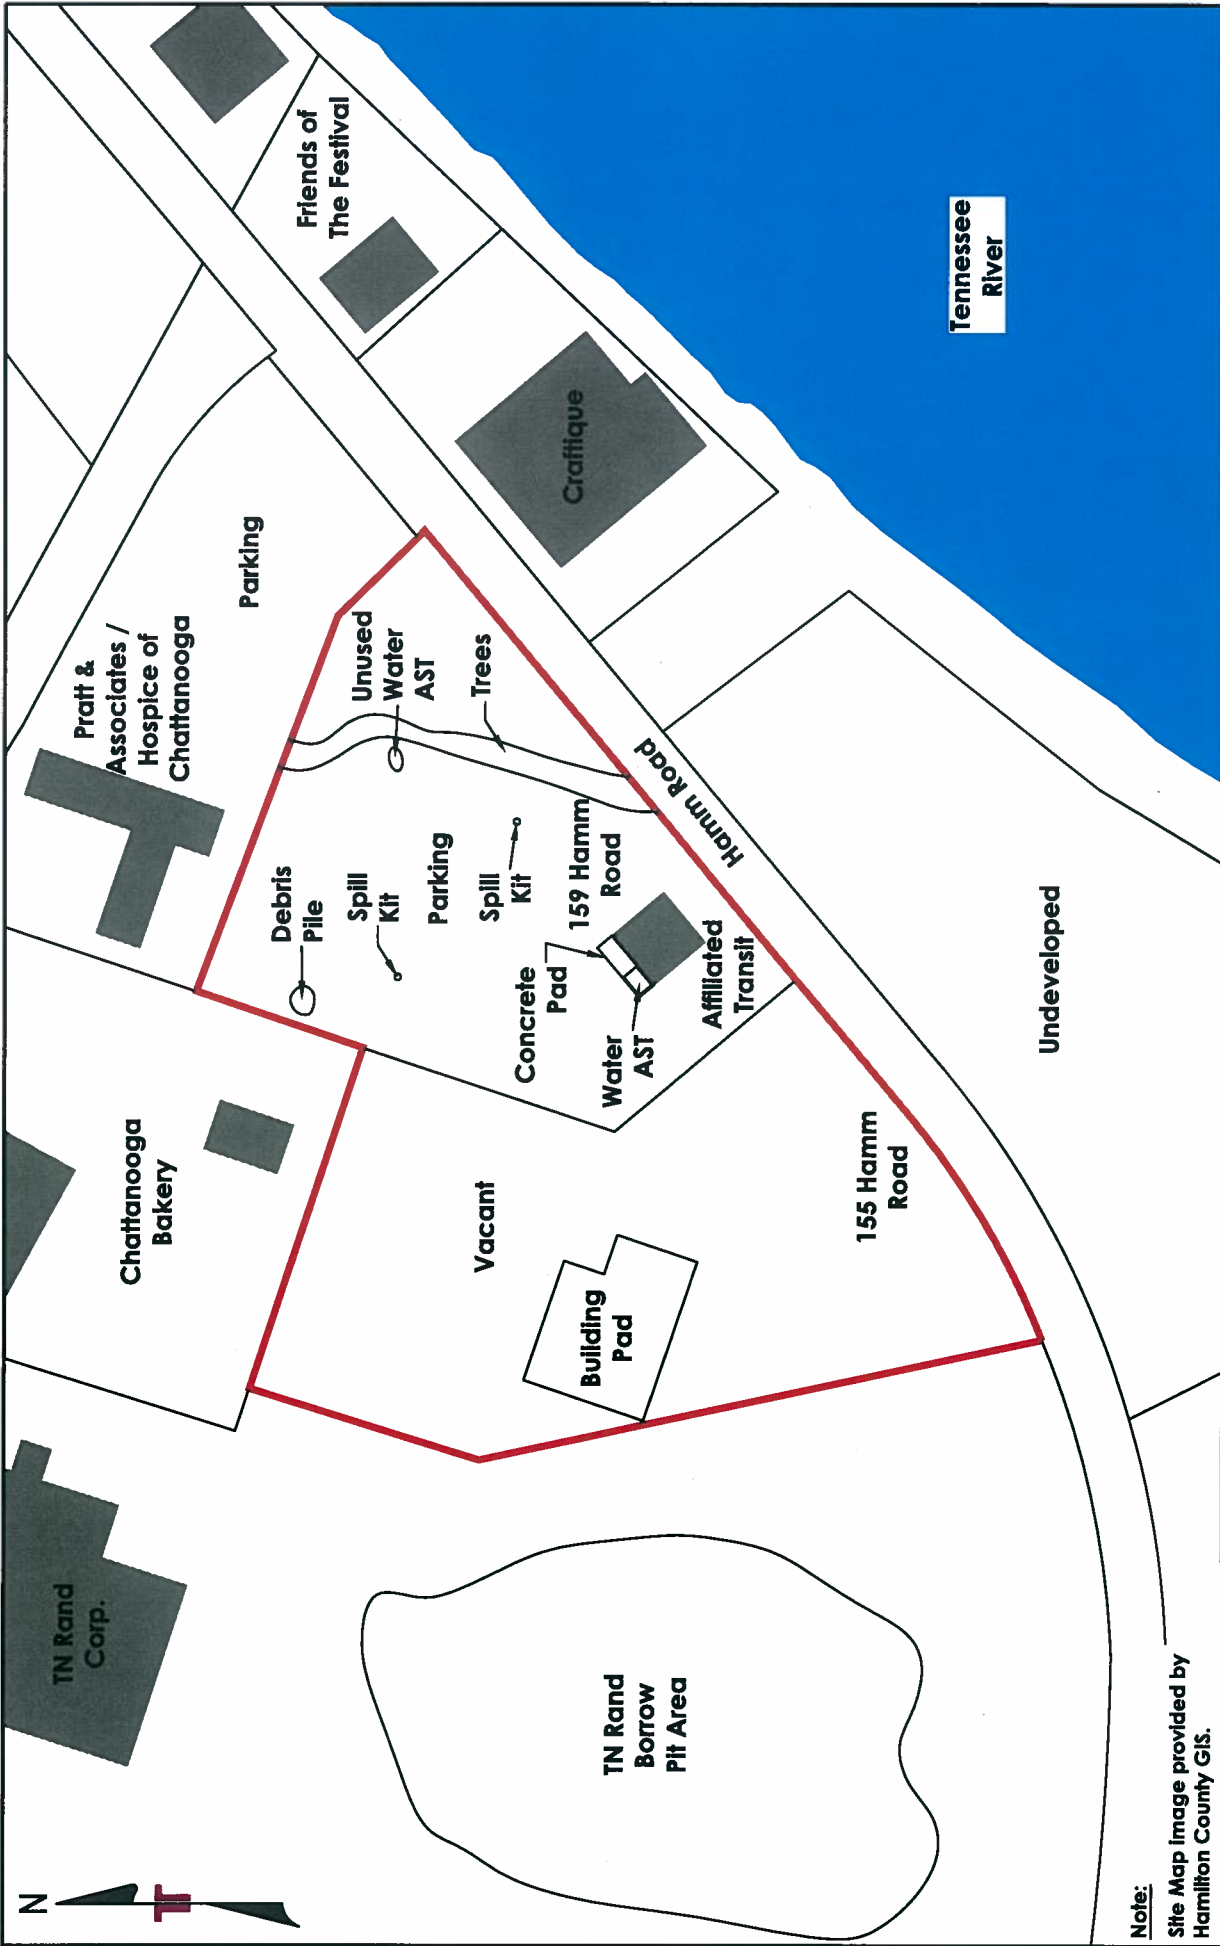 N
TN Rand
Corp.
Chattanooga
Bakery
Pratt &
Associates /
Hospice of
Chattanooga
Parking
Friends of
The Festival
Debris
Pile
Spill
Kit
Parking
Unused
Water
AST
Trees
Spill
Kit
159 Hamm
Road
Concrete
Pad
Water
AST
Affiliated
Transit
Vacant
Building
Pad
155 Hamm
Road
Hamm Road
Craftique
Tennessee
River
TN Rand
Borrow
Pit Area
Undeveloped
Note:
Site Map image provided by
Hamilton County GIS.